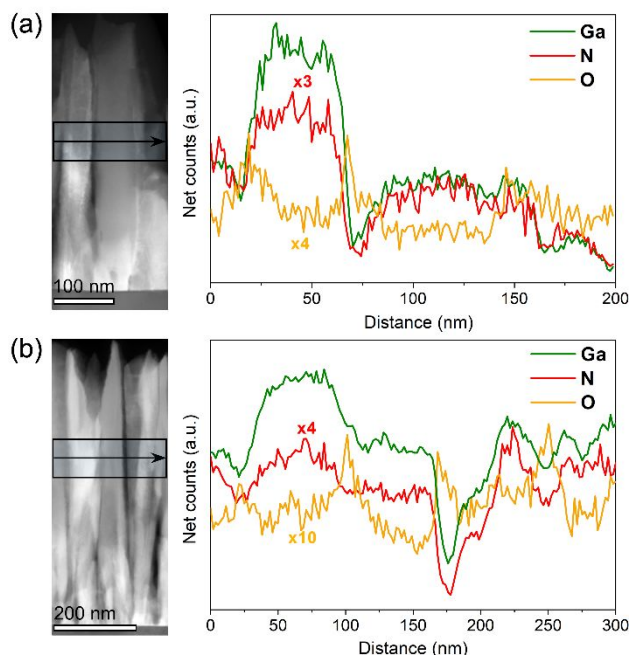 (a)
100 nm
Net counts (a.u.)
Ga
N
O
x3
x4
0 50 100 150 200
Distance (nm)
(b)
200 nm
Net counts (a.u.)
Ga
N
O
x4
x10
0 50 100 150 200 250 300
Distance (nm)